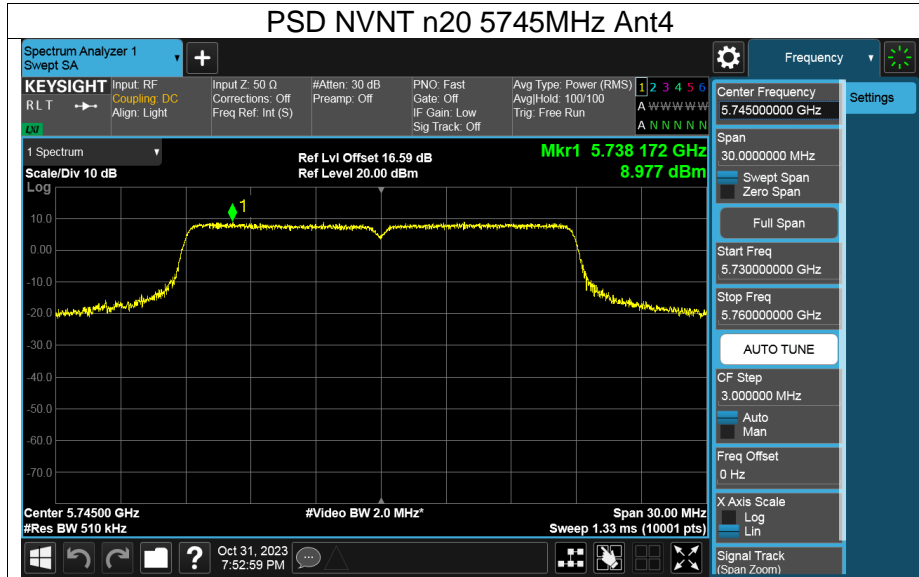 PSD NVNT n20 5745MHz Ant4
Spectrum Analyzer 1
Swept SA
+
Frequency
KEYSIGHT
R L T
LXI
Input: RF
Coupling: DC
Align: Light
Input Z: 50 Ω
Corrections: Off
Freq Ref: Int (S)
#Atten: 30 dB
Preamp: Off
PNO: Fast
Gate: Off
IF Gain: Low
Sig Track: Off
Avg Type: Power (RMS)
Avg|Hold: 100/100
Trig: Free Run
1 2 3 4 5 6
A W W W W W
A N N N N N
Center Frequency
5.745000000 GHz
Settings
1 Spectrum
Scale/Div 10 dB
Ref Lvl Offset 16.59 dB
Ref Level 20.00 dBm
Mkr1 5.738 172 GHz
8.977 dBm
Span
30.0000000 MHz
Swept Span
Zero Span
Full Span
Start Freq
5.730000000 GHz
Stop Freq
5.760000000 GHz
AUTO TUNE
CF Step
3.000000 MHz
Auto
Man
Freq Offset
0 Hz
X Axis Scale
Log
Lin
Signal Track
(Span Zoom)
Log
1
10.0
0.00
-10.0
-20.0
-30.0
-40.0
-50.0
-60.0
-70.0
Center 5.74500 GHz
#Res BW 510 kHz
#Video BW 2.0 MHz*
Span 30.00 MHz
Sweep 1.33 ms (10001 pts)
?
Oct 31, 2023
7:52:59 PM